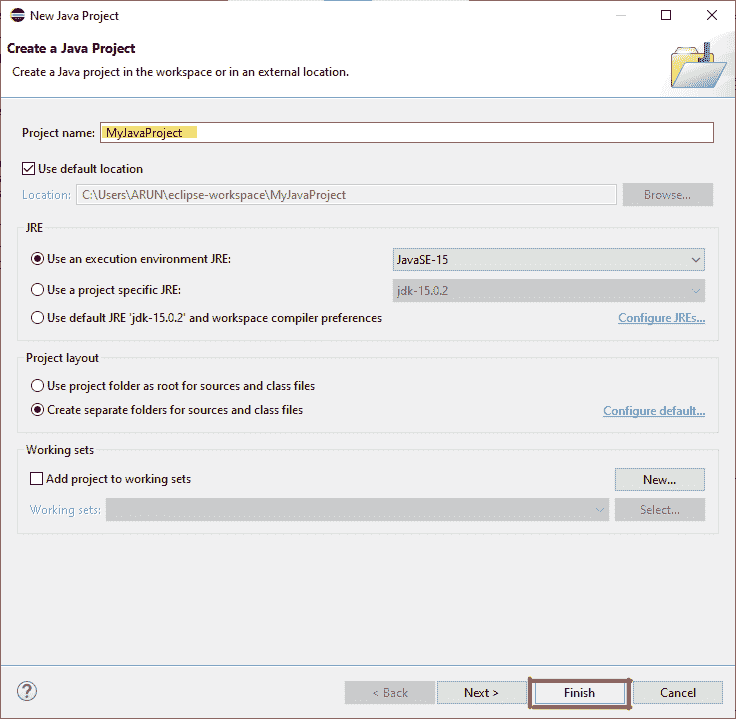 New Java Project
Create a Java Project
Create a Java project in the workspace or in an external location.
Project name: MyJavaProject
Use default location
Location: C:\Users\ARUN\eclipse-workspace\MyJavaProject Browse...
JRE
Use an execution environment JRE: JavaSE-15
Use a project specific JRE: jdk-15.0.2
Use default JRE 'jdk-15.0.2' and workspace compiler preferences Configure JREs...
Project layout
Use project folder as root for sources and class files
Create separate folders for sources and class files Configure default...
Working sets
Add project to working sets New...
Working sets: Select...
? < Back Next > Finish Cancel